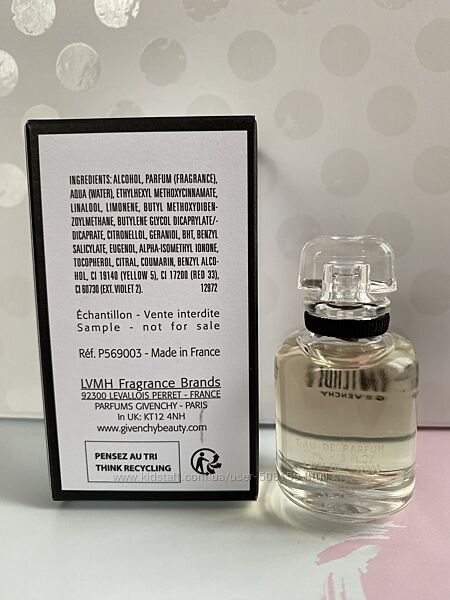 INGREDIENTS: ALCOHOL, PARFUM (FRAGRANCE),
AQUA (WATER), ETHYLHEXYL METHOXYCINNAMATE,
LINALOOL, LIMONENE, BUTYL METHOXYDIBEN-
ZOYLMETHANE, BUTYLENE GLYCOL DICAPRYLATE/-
DICAPRATE, CITRONELLOL, GERANIOL, BHT, BENZYL
SALICYLATE, EUGENOL, ALPHA-ISOMETHYL IONONE,
TOCOPHEROL, CITRAL, COUMARIN, BENZYL ALCO-
HOL, CI 19140 (YELLOW 5), CI 17200 (RED 33),
CI 60730 (EXT. VIOLET 2). 12872
Échantillon - Vente interdite
Sample - not for sale
Réf. P569003 - Made in France
LVMH Fragrance Brands
92300 LEVALLOIS PERRET - FRANCE
PARFUMS GIVENCHY - PARIS
In UK: KT12 4NH
www.givenchybeauty.com
PENSEZ AU TRI
THINK RECYCLING
GIVENCHY
EAU DE PARFUM